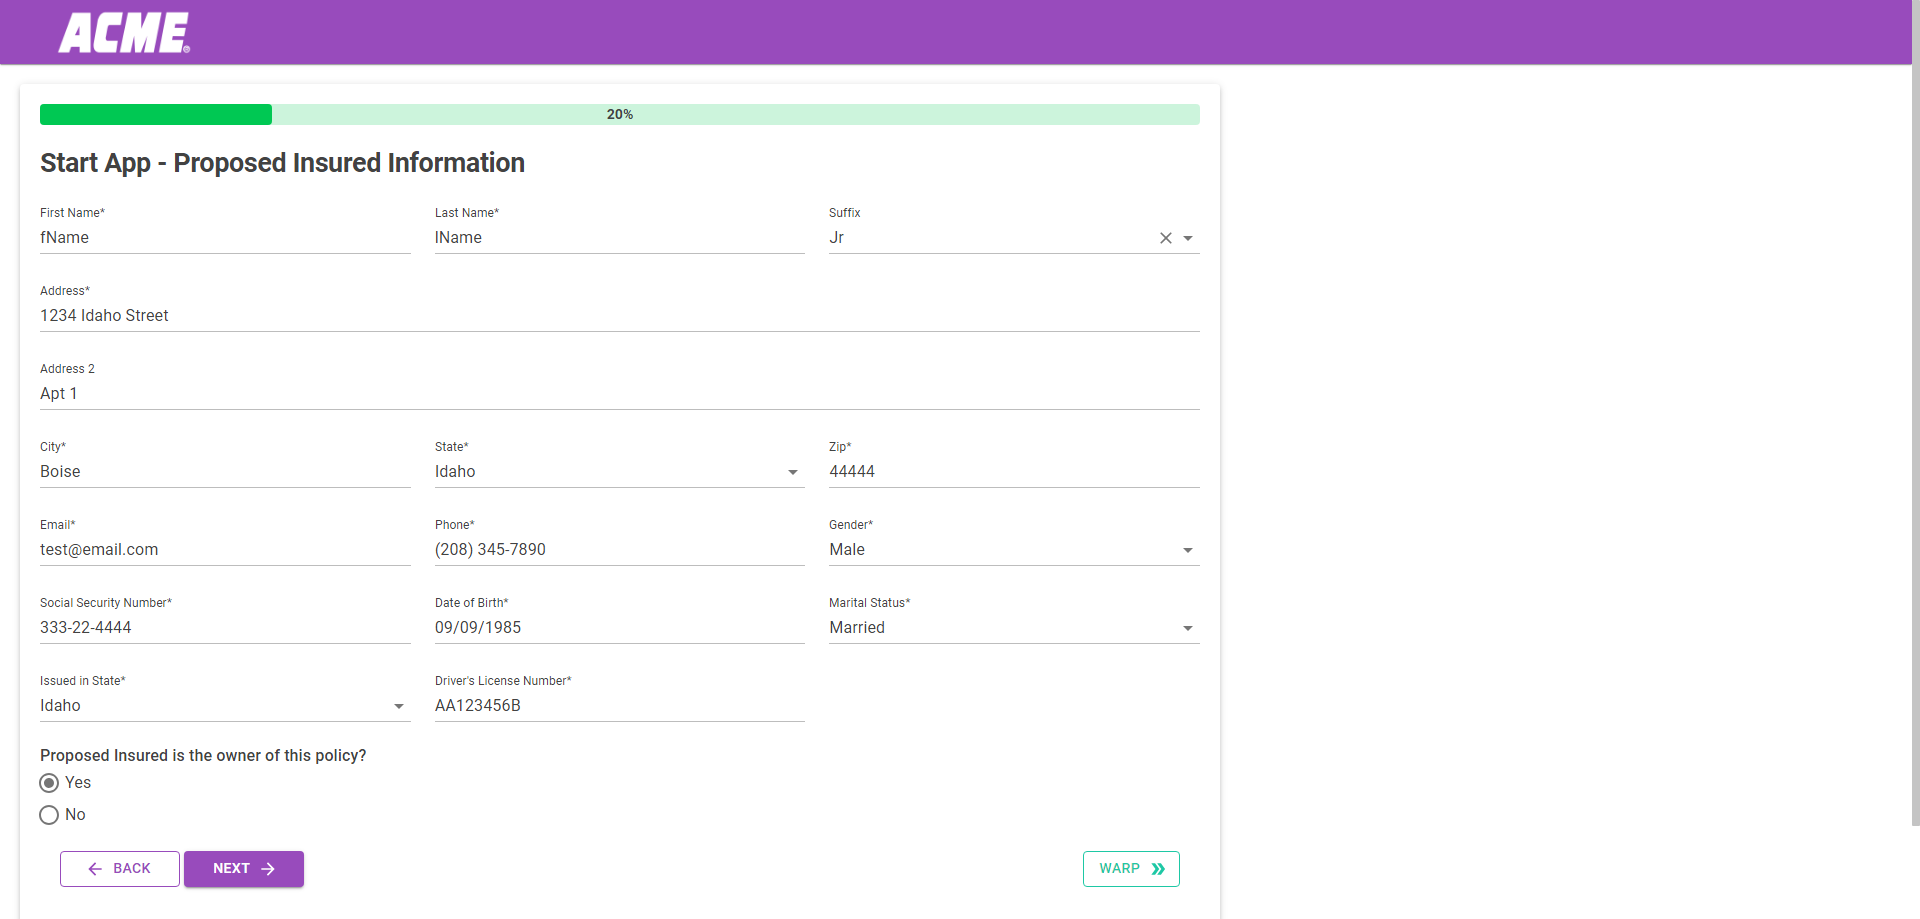 ACME®
20%
Start App - Proposed Insured Information
First Name* Last Name* Suffix
fName lName Jr
Address*
1234 Idaho Street
Address 2
Apt 1
City* State* Zip*
Boise Idaho 44444
Email* Phone* Gender*
test@email.com (208) 345-7890 Male
Social Security Number* Date of Birth* Marital Status*
333-22-4444 09/09/1985 Married
Issued in State* Driver's License Number*
Idaho AA123456B
Proposed Insured is the owner of this policy?
Yes
No
BACK NEXT WARP